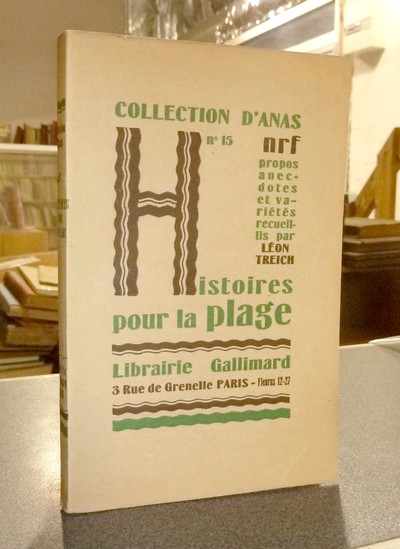 COLLECTION D'ANAS
n° 15
nrf
propos
anec-
dotes
et va-
riétés
recueil-
lis par
LÉON
TREICH
Histoires
pour la plage
Librairie Gallimard
3 Rue de Grenelle PARIS - Fleurus 12-27